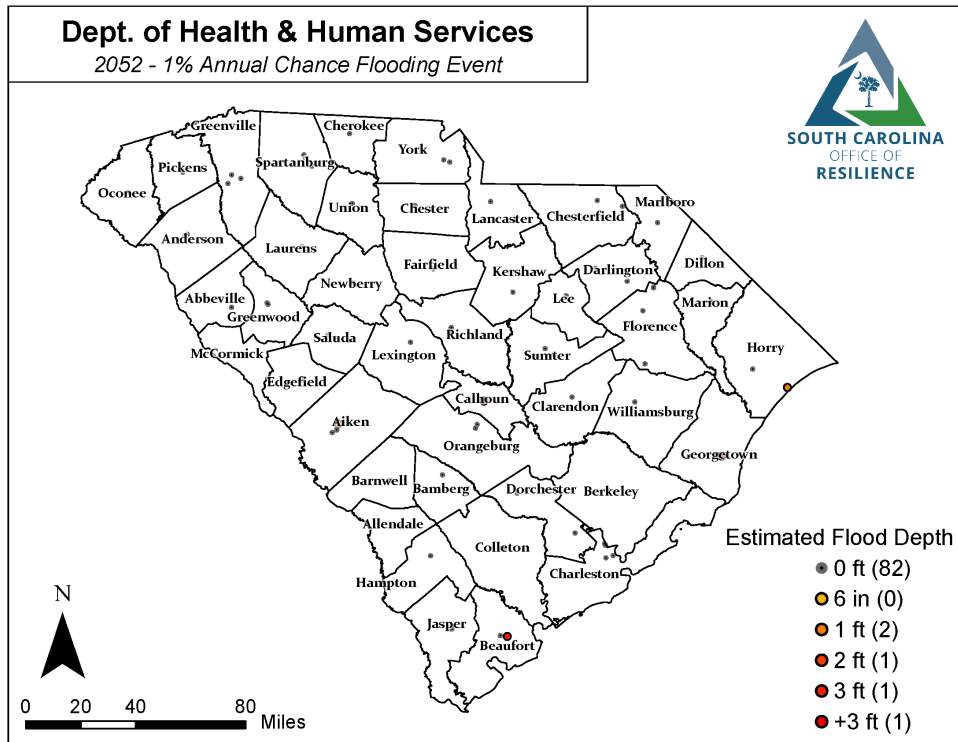 Dept. of Health & Human Services
2052 - 1% Annual Chance Flooding Event
SOUTH CAROLINA
OFFICE OF
RESILIENCE
Greenville
Cherokee
York
Spartanburg
Pickens
Oconee
Union
Chester
Lancaster
Chesterfield
Marlboro
Anderson
Laurens
Fairfield
Kershaw
Darlington
Dillon
Newberry
Lee
Marion
Abbeville
Greenwood
Florence
Saluda
Richland
Horry
McCormick
Lexington
Sumter
Edgefield
Calhoun
Clarendon
Williamsburg
Aiken
Orangeburg
Georgetown
Barnwell
Bamberg
Dorchester
Berkeley
Allendale
Colleton
Charleston
Hampton
Jasper
Beaufort
Estimated Flood Depth
0 ft (82)
6 in (0)
1 ft (2)
2 ft (1)
3 ft (1)
+3 ft (1)
N
0 20 40 80
Miles